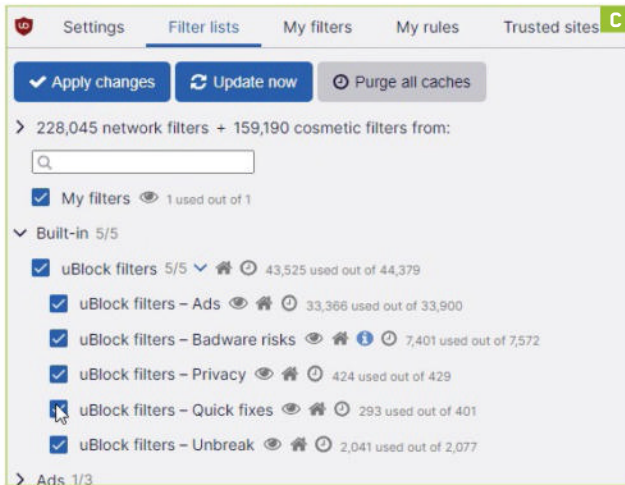 Settings Filter lists My filters My rules Trusted sites C
Apply changes Update now Purge all caches
228,045 network filters + 159,190 cosmetic filters from:
My filters 1 used out of 1
Built-in 5/5
uBlock filters 5/5 43,525 used out of 44,379
uBlock filters – Ads 33,366 used out of 33,900
uBlock filters – Badware risks 7,401 used out of 7,572
uBlock filters – Privacy 424 used out of 429
uBlock filters – Quick fixes 293 used out of 401
uBlock filters – Unbreak 2,041 used out of 2,077
Ads 1/3